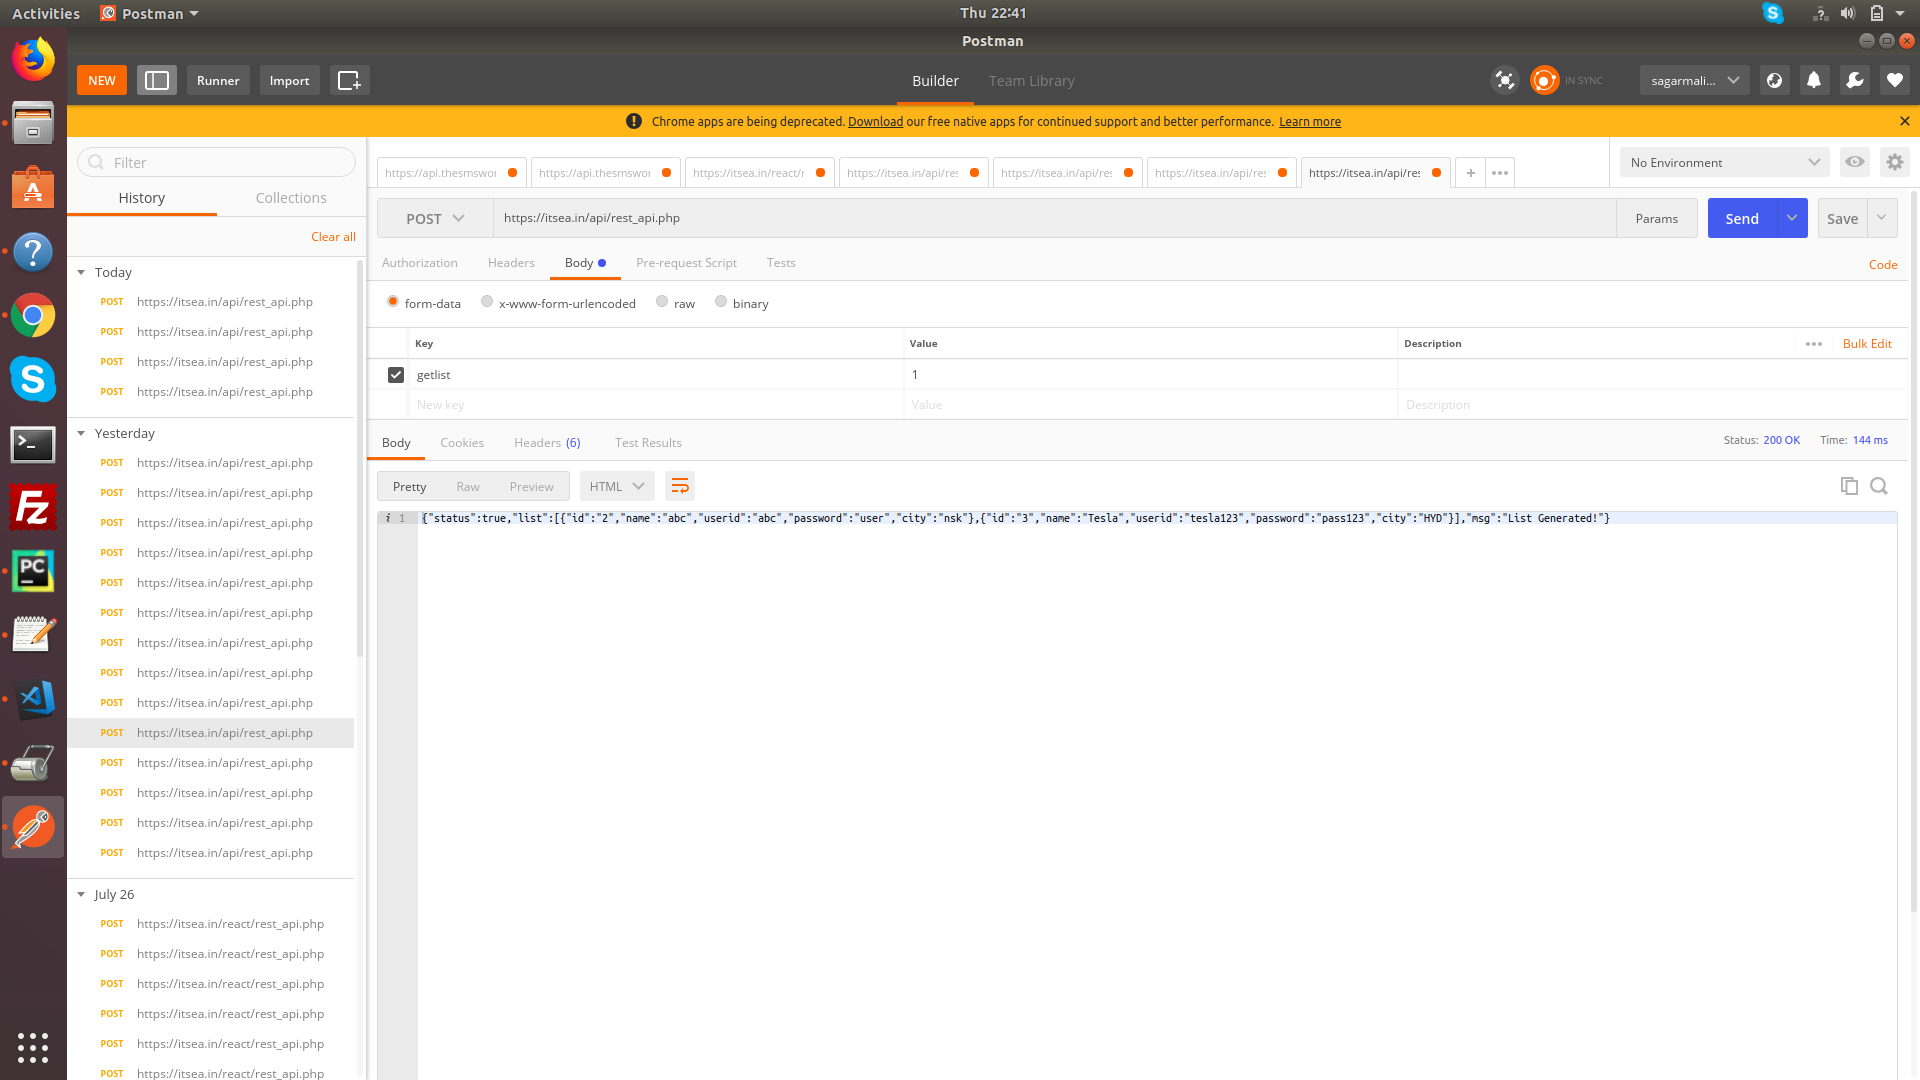 Activities
Postman
Thu 22:41
Postman
NEW
Runner
Import
Builder
Team Library
IN SYNC
sagarmali...
Chrome apps are being deprecated. Download our free native apps for continued support and better performance. Learn more
Filter
History
Collections
Clear all
Today
POST https://itsea.in/api/rest_api.php
POST https://itsea.in/api/rest_api.php
POST https://itsea.in/api/rest_api.php
POST https://itsea.in/api/rest_api.php
Yesterday
POST https://itsea.in/api/rest_api.php
POST https://itsea.in/api/rest_api.php
POST https://itsea.in/api/rest_api.php
POST https://itsea.in/api/rest_api.php
POST https://itsea.in/api/rest_api.php
POST https://itsea.in/api/rest_api.php
POST https://itsea.in/api/rest_api.php
POST https://itsea.in/api/rest_api.php
POST https://itsea.in/api/rest_api.php
POST https://itsea.in/api/rest_api.php
POST https://itsea.in/api/rest_api.php
POST https://itsea.in/api/rest_api.php
POST https://itsea.in/api/rest_api.php
POST https://itsea.in/api/rest_api.php
July 26
POST https://itsea.in/react/rest_api.php
POST https://itsea.in/react/rest_api.php
POST https://itsea.in/react/rest_api.php
POST https://itsea.in/react/rest_api.php
POST https://itsea.in/react/rest_api.php
POST https://itsea.in/react/rest_api.php
https://api.thesmswor
https://api.thesmswor
https://itsea.in/react/r
https://itsea.in/api/res
https://itsea.in/api/res
https://itsea.in/api/res
https://itsea.in/api/res
No Environment
POST
https://itsea.in/api/rest_api.php
Params
Send
Save
Authorization
Headers
Body
Pre-request Script
Tests
Code
form-data
x-www-form-urlencoded
raw
binary
Key
Value
Description
Bulk Edit
getlist
1
New key
Value
Description
Body
Cookies
Headers (6)
Test Results
Status: 200 OK
Time: 144 ms
Pretty
Raw
Preview
HTML
i 1 {"status":true,"list":[{"id":"2","name":"abc","userid":"abc","password":"user","city":"nsk"},{"id":"3","name":"Tesla","userid":"tesla123","password":"pass123","city":"HYD"}],"msg":"List Generated!"}